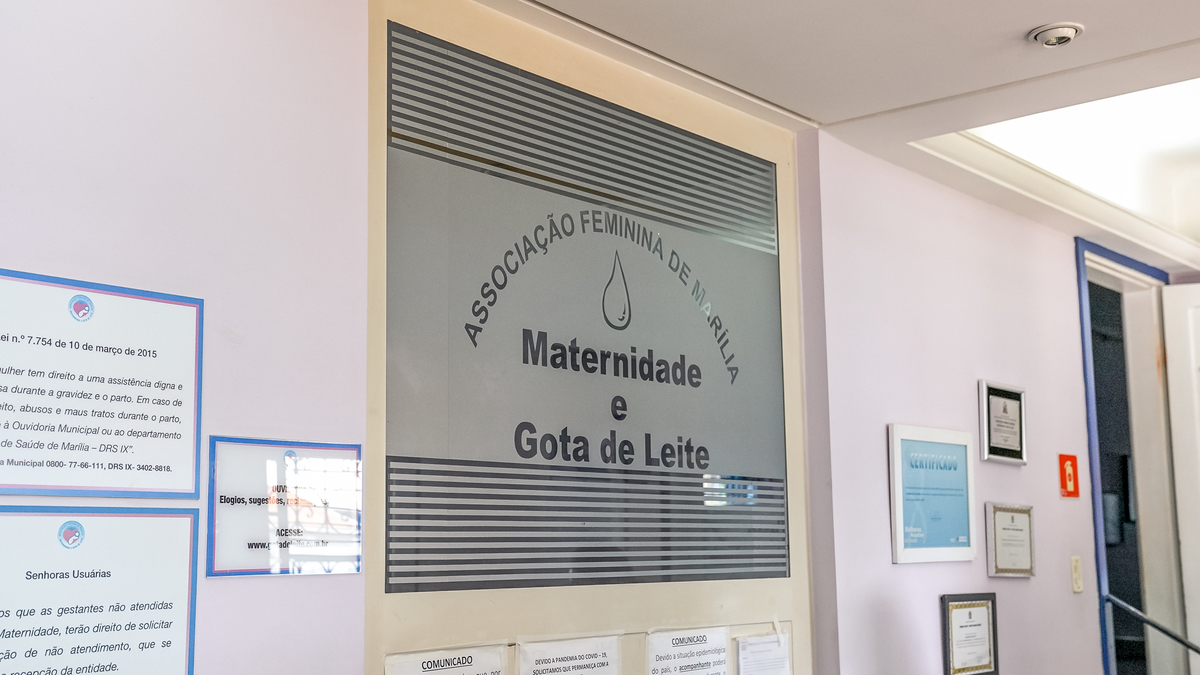 ei n.º 7.754 de 10 de março de 2015
ulher tem direito a uma assistência digna e
sa durante a gravidez e o parto. Em caso de
eito, abusos e maus tratos durante o parto,
à Ouvidoria Municipal ou ao departamento
de Saúde de Marília – DRS IX”.
a Municipal 0800- 77-66-111, DRS IX- 3402-8818.
Senhoras Usuárias
os que as gestantes não atendidas
Maternidade, terão direito de solicitar
ção de não atendimento, que se
recepção da entidade.
Elogios, sugestões,
ACESSE:
www.gotadeleite.com.br
ASSOCIAÇÃO FEMININA DE MARÍLIA
Maternidade
e
Gota de Leite
COMUNICADO
DEVIDO A PANDEMIA DO COVID – 19,
SOLICITAMOS QUE PERMANEÇA COM A
COMUNICADO
Devido a situação epidemiológica
do país, o acompanhante poderá
CERTIFICADO